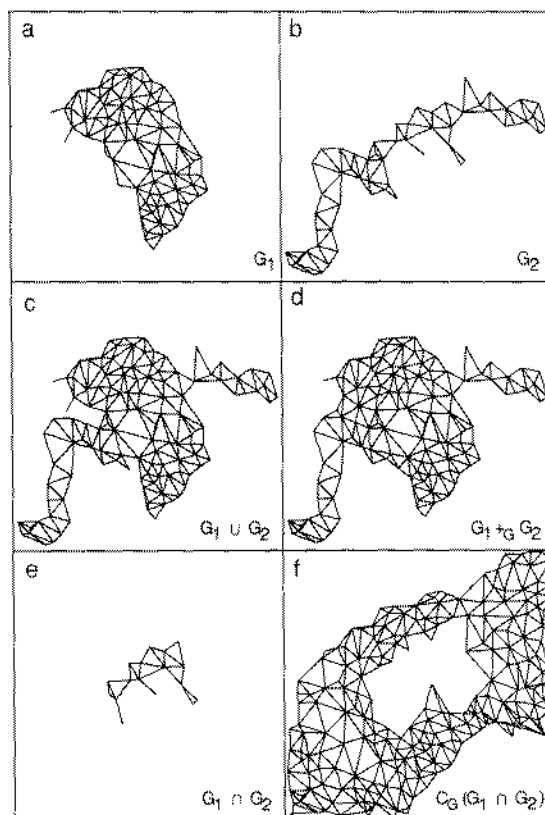 a
G1
b
G2
c
G1 ∪ G2
d
G1 +G G2
e
G1 ∩ G2
f
CG (G1 ∩ G2)